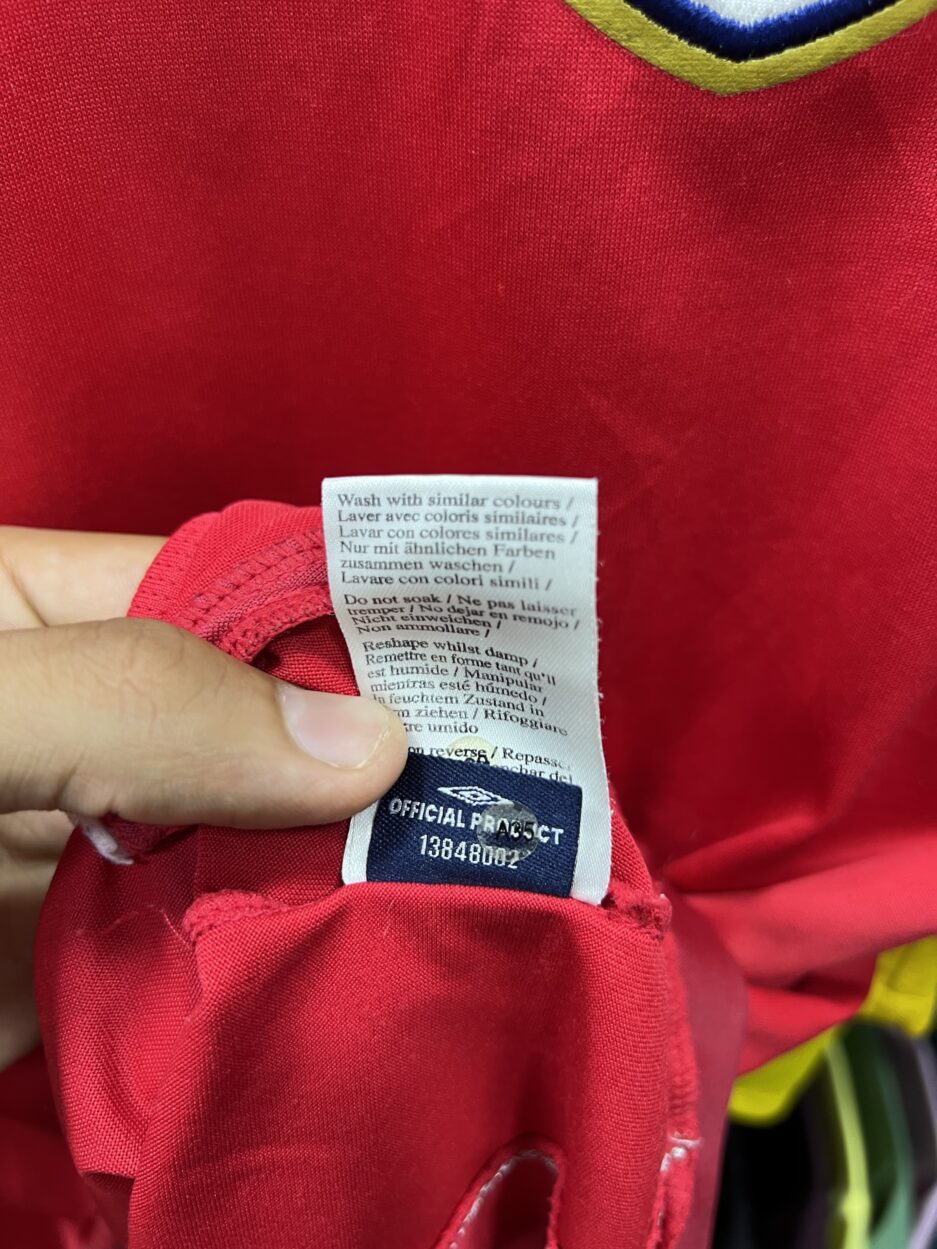 Wash with similar colours /
Laver avec coloris similaires /
Lavar con colores similares /
Nur mit ähnlichen Farben
zusammen waschen /
Lavare con colori simili /
Do not soak / Ne pas laisser
tremper / No dejar en remojo /
Nicht einweichen /
Non ammollare /
Reshape whilst damp /
Remettre en forme tant qu'il
est humide / Manipular
mientras esté húmedo /
In feuchtem Zustand in
ziehen / Rifoggiare
umido
on reverse / Repasser
OFFICIAL PRODUCT
A35
13848002